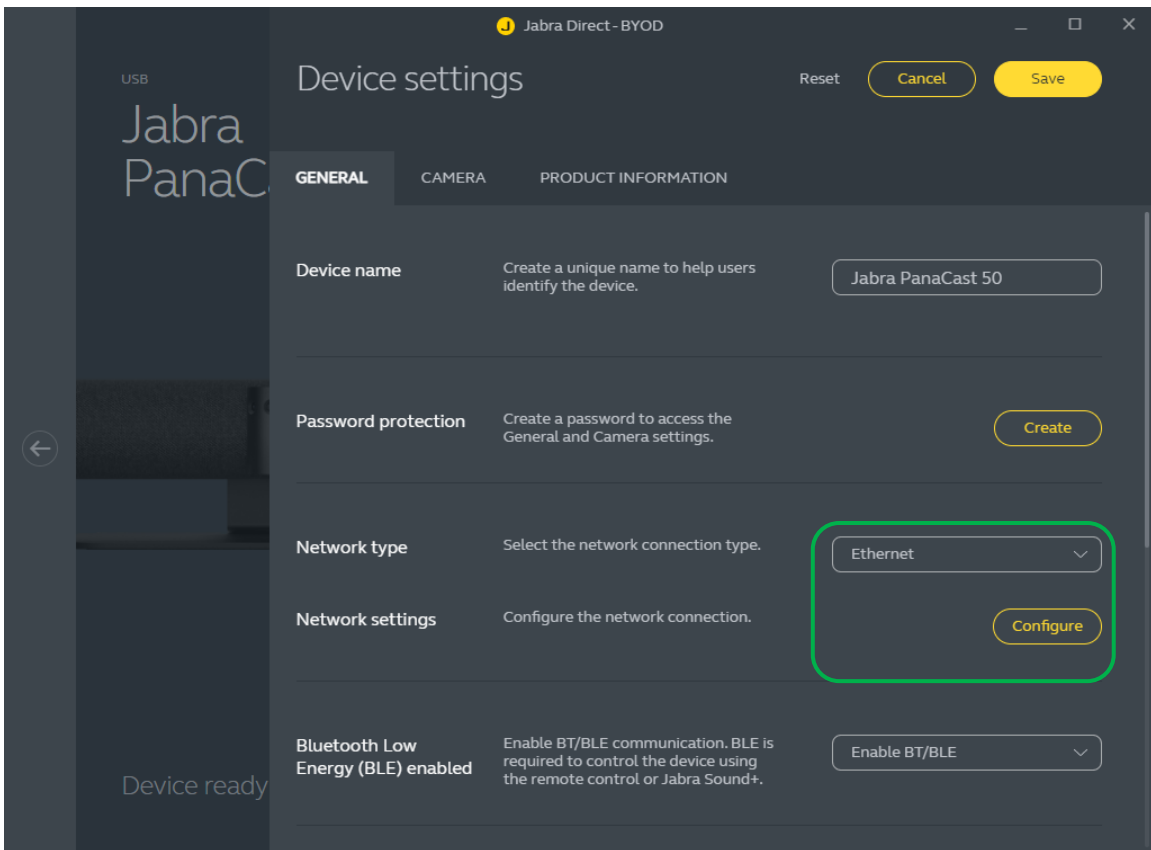 Jabra Direct - BYOD
USB
Jabra
PanaC
Device ready
Device settings
Reset
Cancel
Save
GENERAL
CAMERA
PRODUCT INFORMATION
Device name
Create a unique name to help users
identify the device.
Jabra PanaCast 50
Password protection
Create a password to access the
General and Camera settings.
Create
Network type
Select the network connection type.
Ethernet
Network settings
Configure the network connection.
Configure
Bluetooth Low
Energy (BLE) enabled
Enable BT/BLE communication. BLE is
required to control the device using
the remote control or Jabra Sound+.
Enable BT/BLE